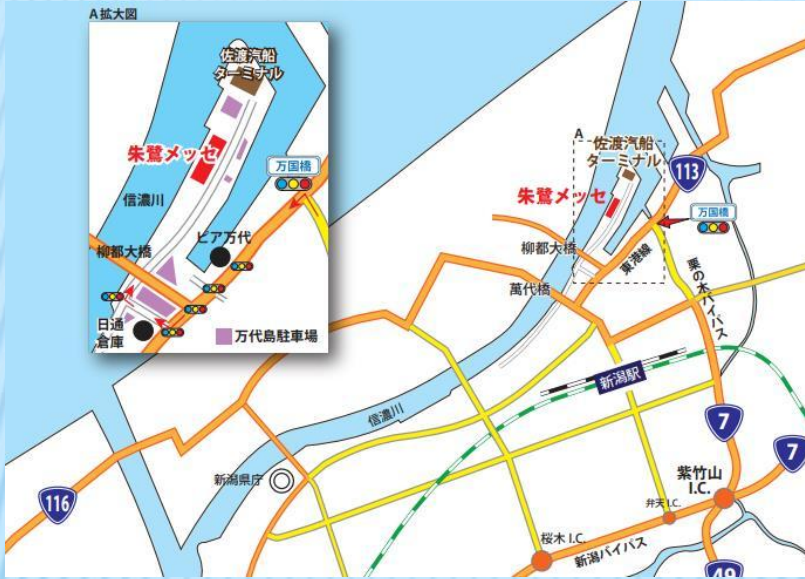 A 拡大図
佐渡汽船
ターミナル
朱鷺メッセ
万国橋
信濃川
ピア万代
柳都大橋
日通
倉庫
万代島駐車場
A
佐渡汽船
ターミナル
113
朱鷺メッセ
万国橋
柳都大橋
東港線
栗の木バイパス
萬代橋
新潟駅
信濃川
7
7
新潟県庁
116
紫竹山
I.C.
弁天 I.C.
桜木 I.C.
新潟バイパス
49